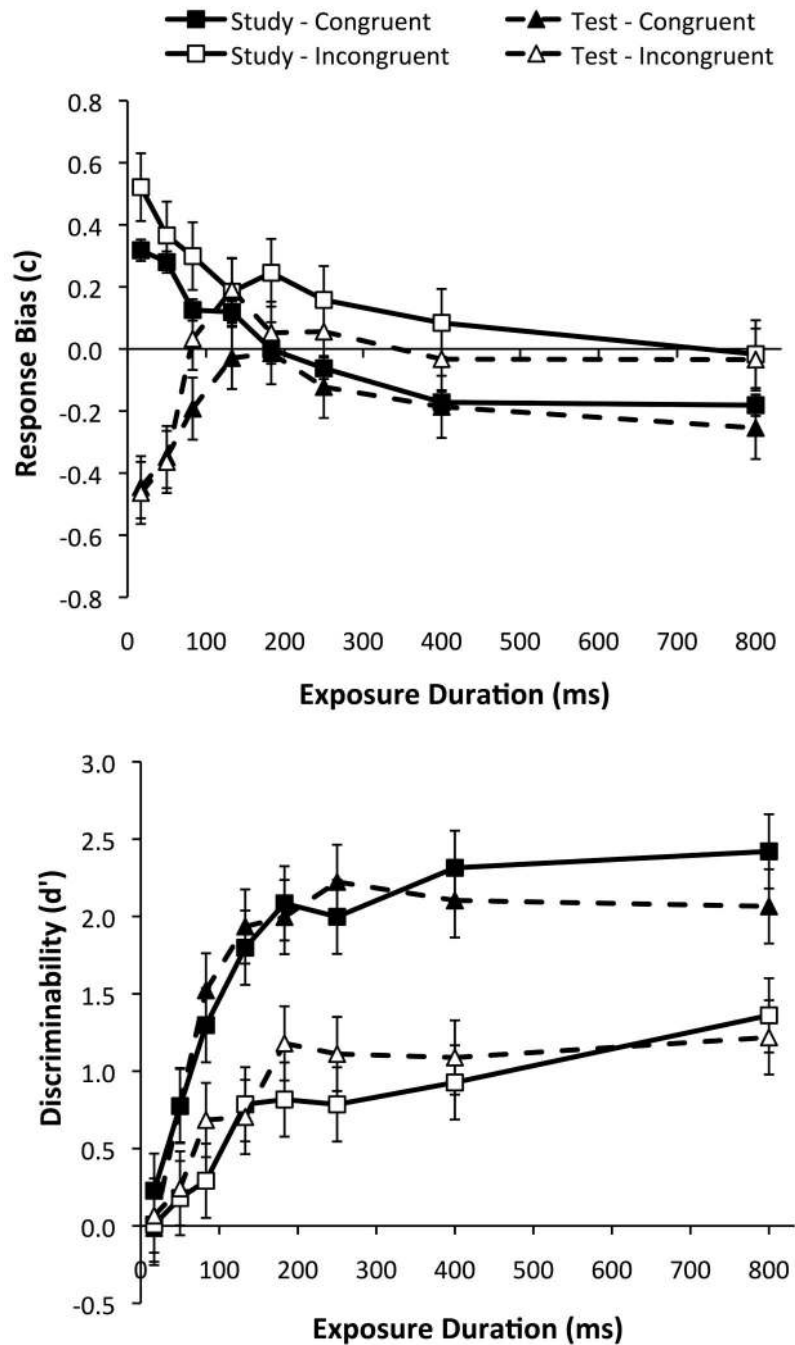 Study - Congruent Test - Congruent
Study - Incongruent Test - Incongruent
0.8
0.6
0.4
0.2
0.0
-0.2
-0.4
-0.6
-0.8
Response Bias (c)
0 100 200 300 400 500 600 700 800
Exposure Duration (ms)
3.0
2.5
2.0
1.5
1.0
0.5
0.0
-0.5
Discriminability (d')
0 100 200 300 400 500 600 700 800
Exposure Duration (ms)